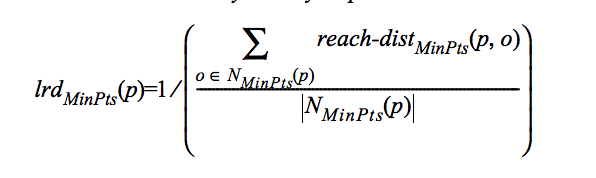 lrd_MinPts(p)=1/( ∑ reach-dist_MinPts(p, o)
o ∈ N_MinPts(p)
|N_MinPts(p)| )